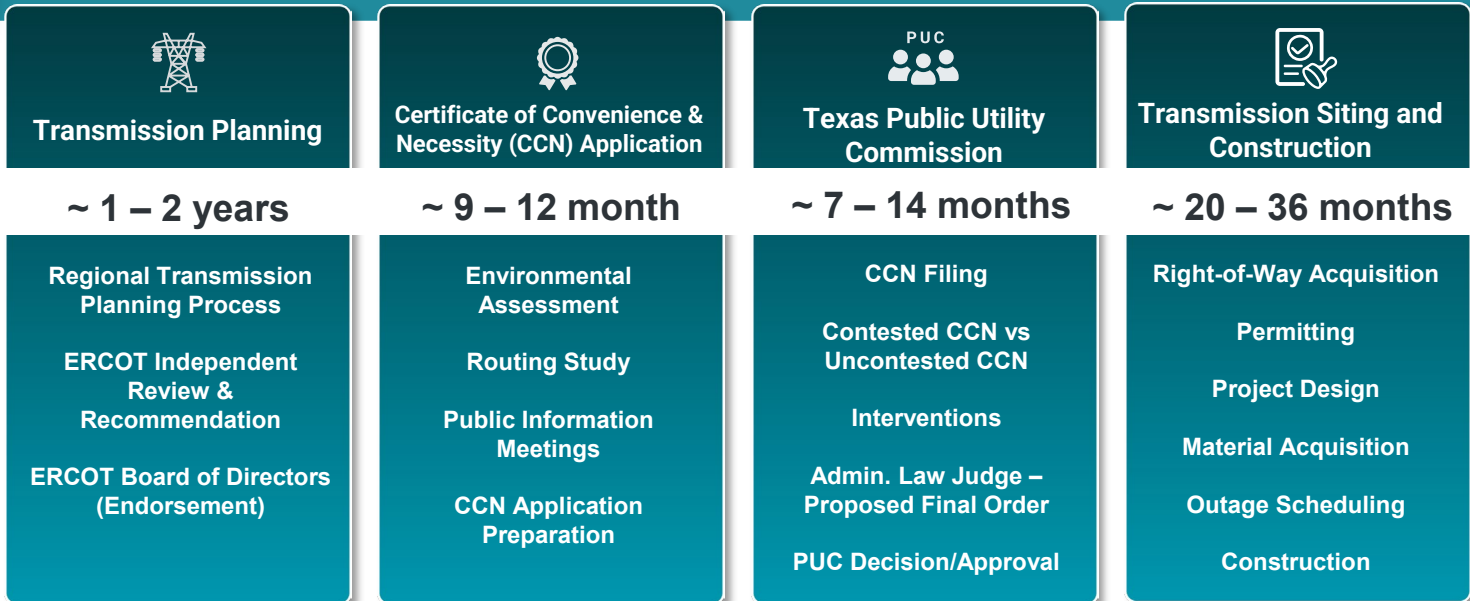 Transmission Planning
~ 1 – 2 years
Regional Transmission
Planning Process
ERCOT Independent
Review &
Recommendation
ERCOT Board of Directors
(Endorsement)
Certificate of Convenience &
Necessity (CCN) Application
~ 9 – 12 month
Environmental
Assessment
Routing Study
Public Information
Meetings
CCN Application
Preparation
PUC
Texas Public Utility
Commission
~ 7 – 14 months
CCN Filing
Contested CCN vs
Uncontested CCN
Interventions
Admin. Law Judge –
Proposed Final Order
PUC Decision/Approval
Transmission Siting and
Construction
~ 20 – 36 months
Right-of-Way Acquisition
Permitting
Project Design
Material Acquisition
Outage Scheduling
Construction